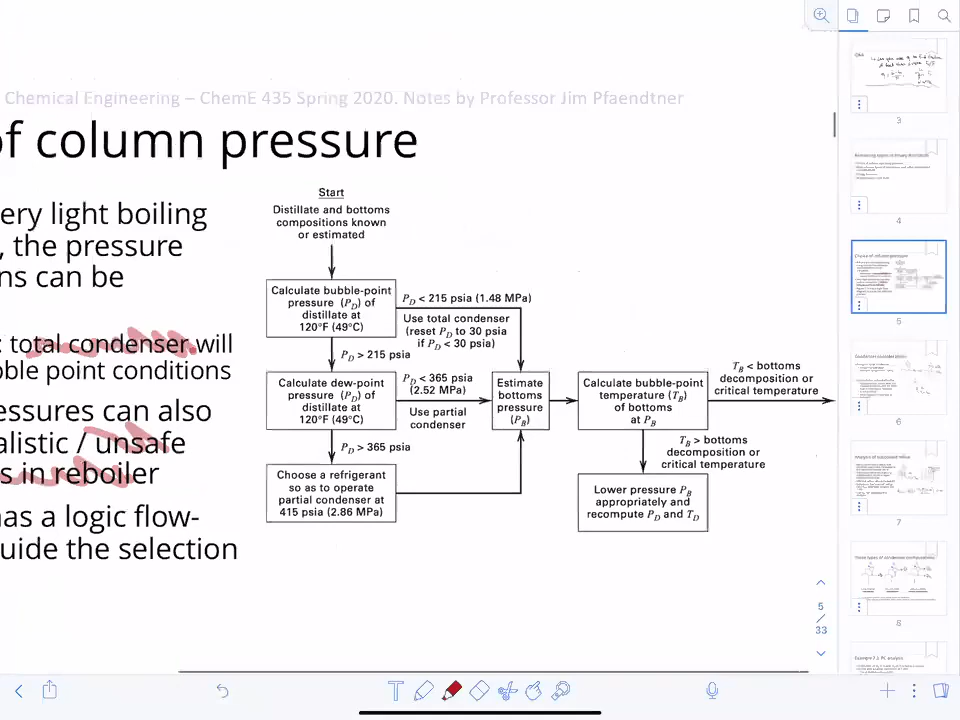 Chemical Engineering – ChemE 435 Spring 2020. Notes by Professor Jim Pfaendtner
of column pressure
ery light boiling
, the pressure
ns can be
: total condenser will
bble point conditions
essures can also
alistic / unsafe
s in reboiler
has a logic flow-
uide the selection
Start
Distillate and bottoms
compositions known
or estimated
Calculate bubble-point
pressure (PD) of
distillate at
120°F (49°C)
PD < 215 psia (1.48 MPa)
Use total condenser
(reset PD to 30 psia
if PD < 30 psia)
PD > 215 psia
Calculate dew-point
pressure (PD) of
distillate at
120°F (49°C)
PD < 365 psia
(2.52 MPa)
Use partial
condenser
Estimate
bottoms
pressure
(PB)
Calculate bubble-point
temperature (TB)
of bottoms
at PB
TB < bottoms
decomposition or
critical temperature
PD > 365 psia
TB > bottoms
decomposition or
critical temperature
Choose a refrigerant
so as to operate
partial condenser at
415 psia (2.86 MPa)
Lower pressure PB
appropriately and
recompute PD and TD
3
4
Choice of column pressure
5
6
7
8
5
/
33